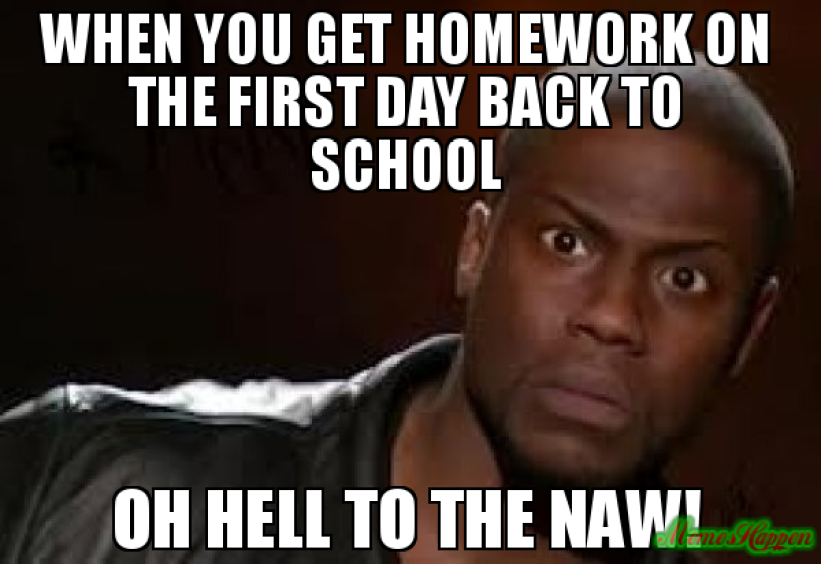 WHEN YOU GET HOMEWORK ON
THE FIRST DAY BACK TO
SCHOOL
OH HELL TO THE NAW!
MemesHappen